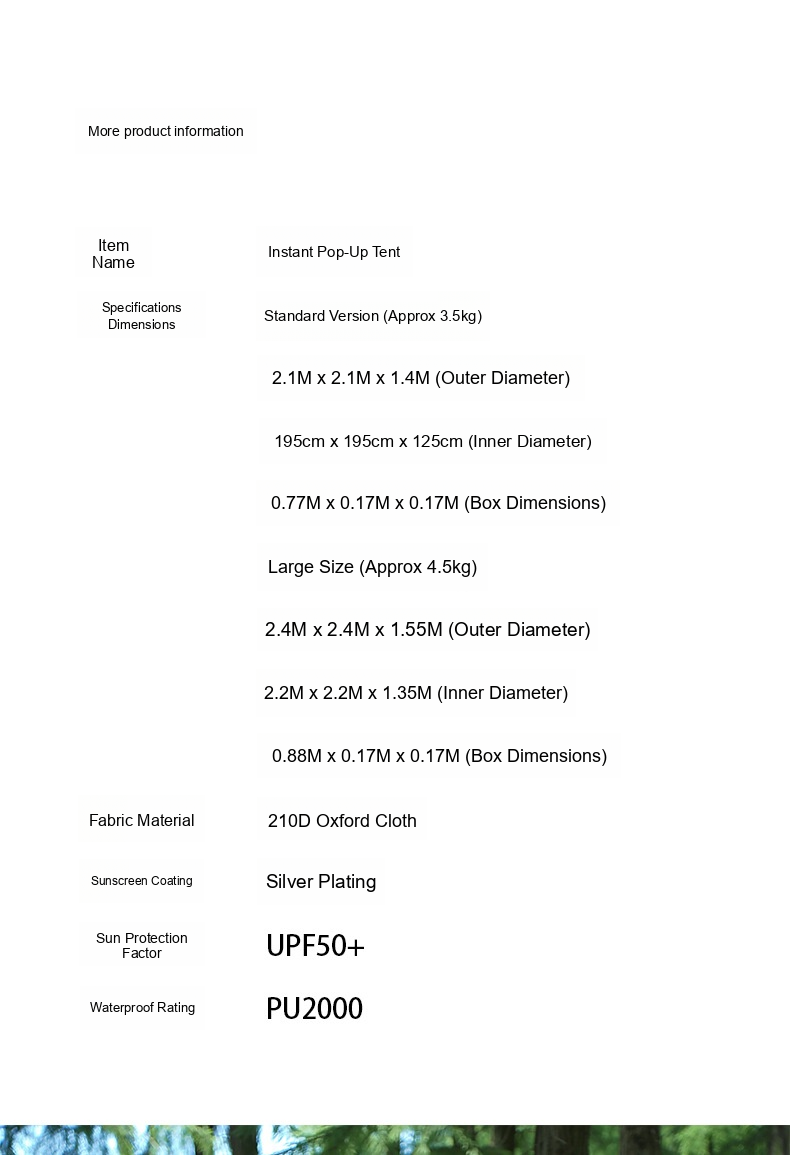 More product information
Item
Name
Instant Pop-Up Tent
Specifications
Dimensions
Standard Version (Approx 3.5kg)
2.1M x 2.1M x 1.4M (Outer Diameter)
195cm x 195cm x 125cm (Inner Diameter)
0.77M x 0.17M x 0.17M (Box Dimensions)
Large Size (Approx 4.5kg)
2.4M x 2.4M x 1.55M (Outer Diameter)
2.2M x 2.2M x 1.35M (Inner Diameter)
0.88M x 0.17M x 0.17M (Box Dimensions)
Fabric Material
210D Oxford Cloth
Sunscreen Coating
Silver Plating
Sun Protection
Factor
UPF50+
Waterproof Rating
PU2000